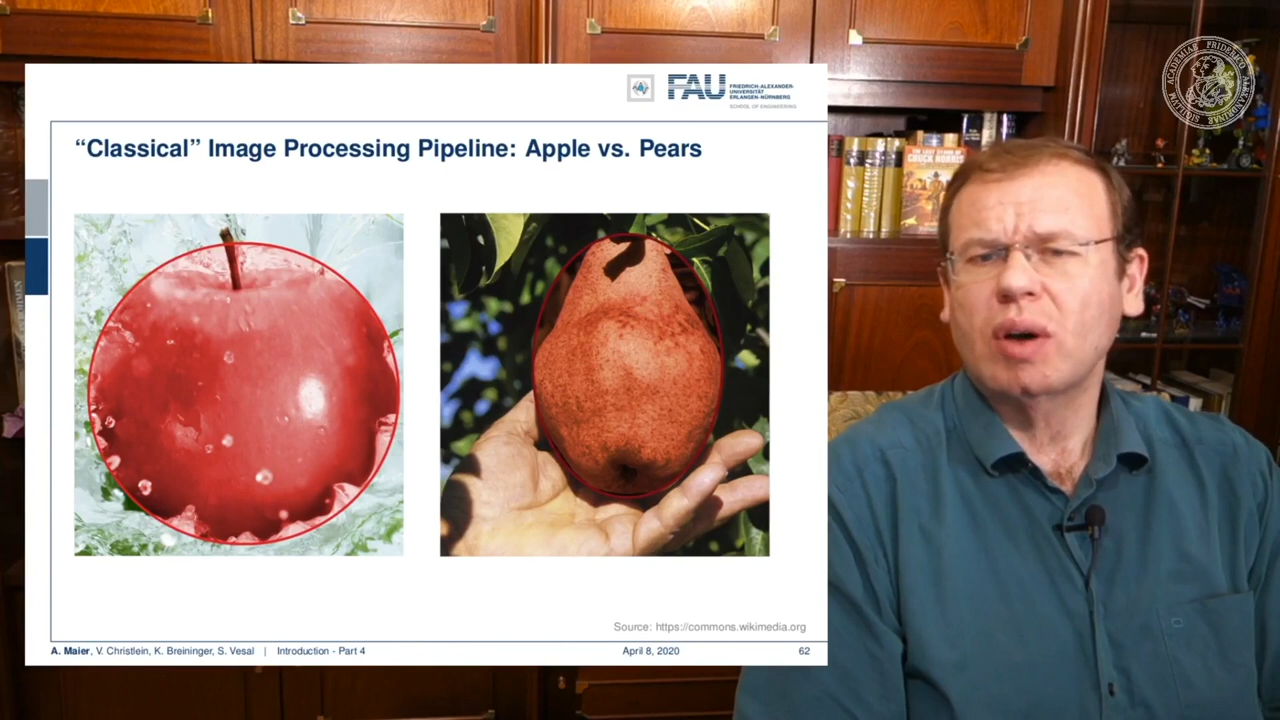 FAU
FRIEDRICH-ALEXANDER-
UNIVERSITÄT
ERLANGEN-NÜRNBERG
SCHOOL OF ENGINEERING
“Classical” Image Processing Pipeline: Apple vs. Pears
Source: https://commons.wikimedia.org
A. Maier, V. Christlein, K. Breininger, S. Vesal | Introduction - Part 4
April 8, 2020
62
CHUCK NORRIS